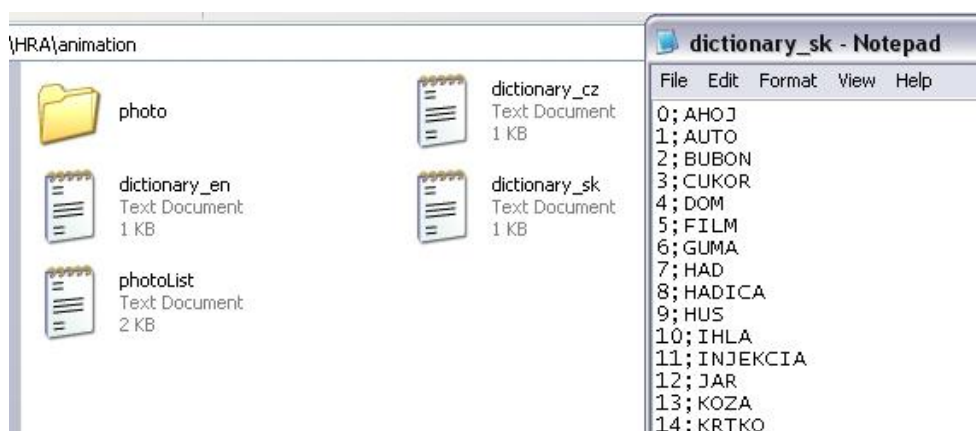 \HRA\animation
photo
dictionary_cz
Text Document
1 KB
dictionary_en
Text Document
1 KB
dictionary_sk
Text Document
1 KB
photoList
Text Document
2 KB
dictionary_sk - Notepad
File Edit Format View Help
0;AHOJ
1;AUTO
2;BUBON
3;CUKOR
4;DOM
5;FILM
6;GUMA
7;HAD
8;HADICA
9;HUS
10;IHLA
11;INJEKCIA
12;JAR
13;KOZA
14;KRTKO